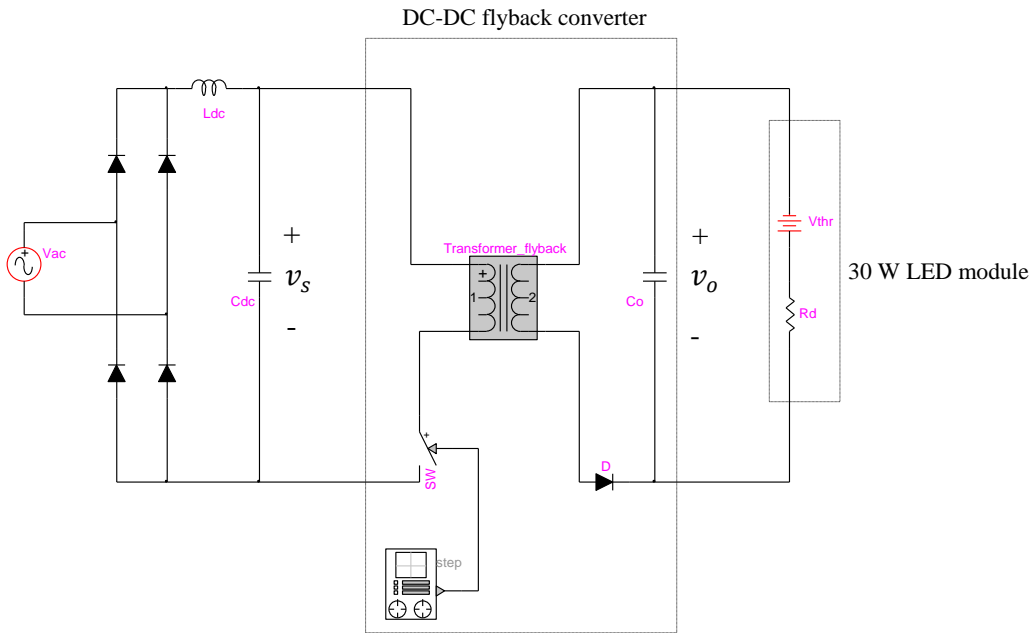 DC-DC flyback converter
Ldc
Vac
+
Cdc
v_s
-
Transformer_flyback
+
1
2
Co
+
v_o
-
Vthr
Rd
30 W LED module
+
SW
D
step